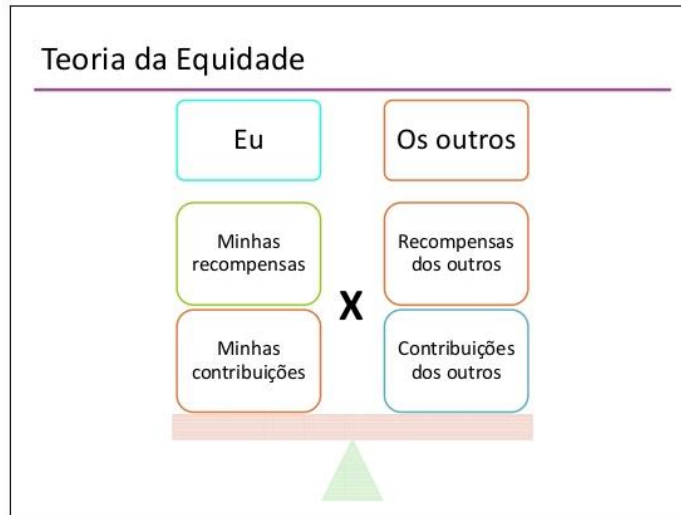 Teoria da Equidade
Eu
Os outros
Minhas
recompensas
Recompensas
dos outros
X
Minhas
contribuições
Contribuições
dos outros